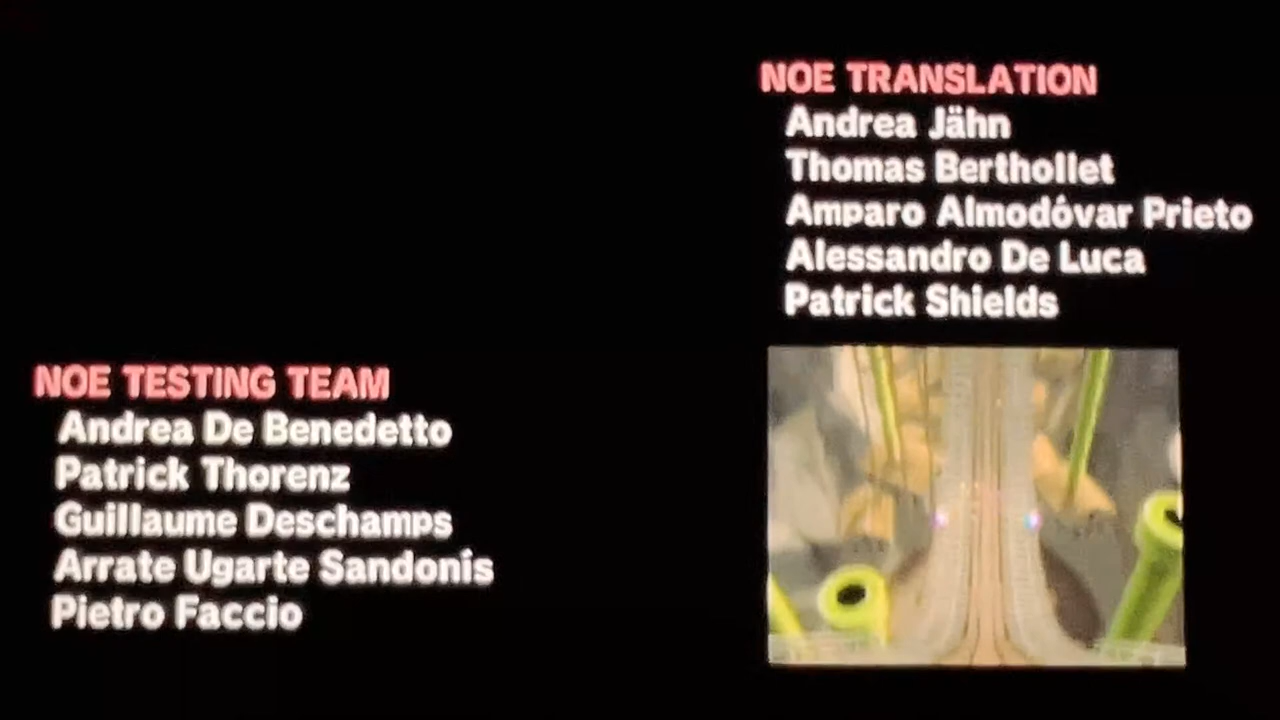 NOE TRANSLATION
Andrea Jähn
Thomas Berthollet
Amparo Almodóvar Prieto
Alessandro De Luca
Patrick Shields
NOE TESTING TEAM
Andrea De Benedetto
Patrick Thorenz
Guillaume Deschamps
Arrate Ugarte Sandonís
Pietro Faccio